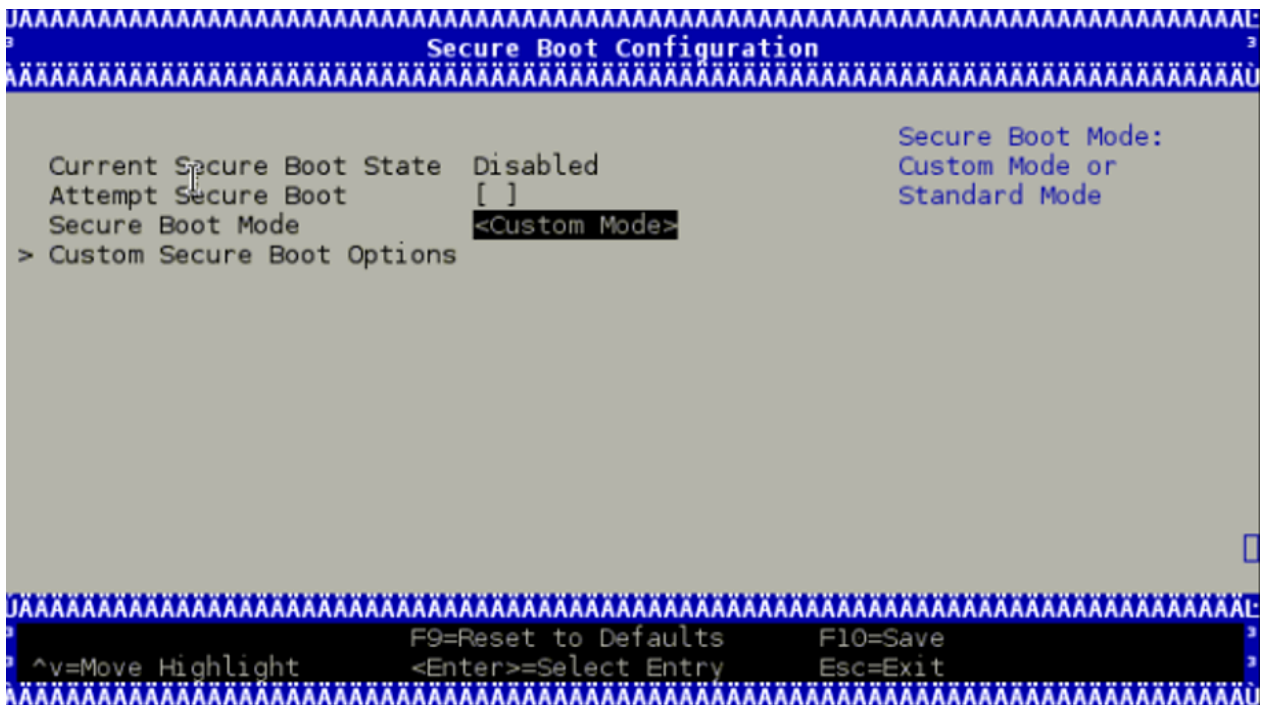 Secure Boot Configuration
Current Secure Boot State Disabled
Attempt Secure Boot [ ]
Secure Boot Mode <Custom Mode>
> Custom Secure Boot Options
Secure Boot Mode:
Custom Mode or
Standard Mode
F9=Reset to Defaults F10=Save
^v=Move Highlight <Enter>=Select Entry Esc=Exit